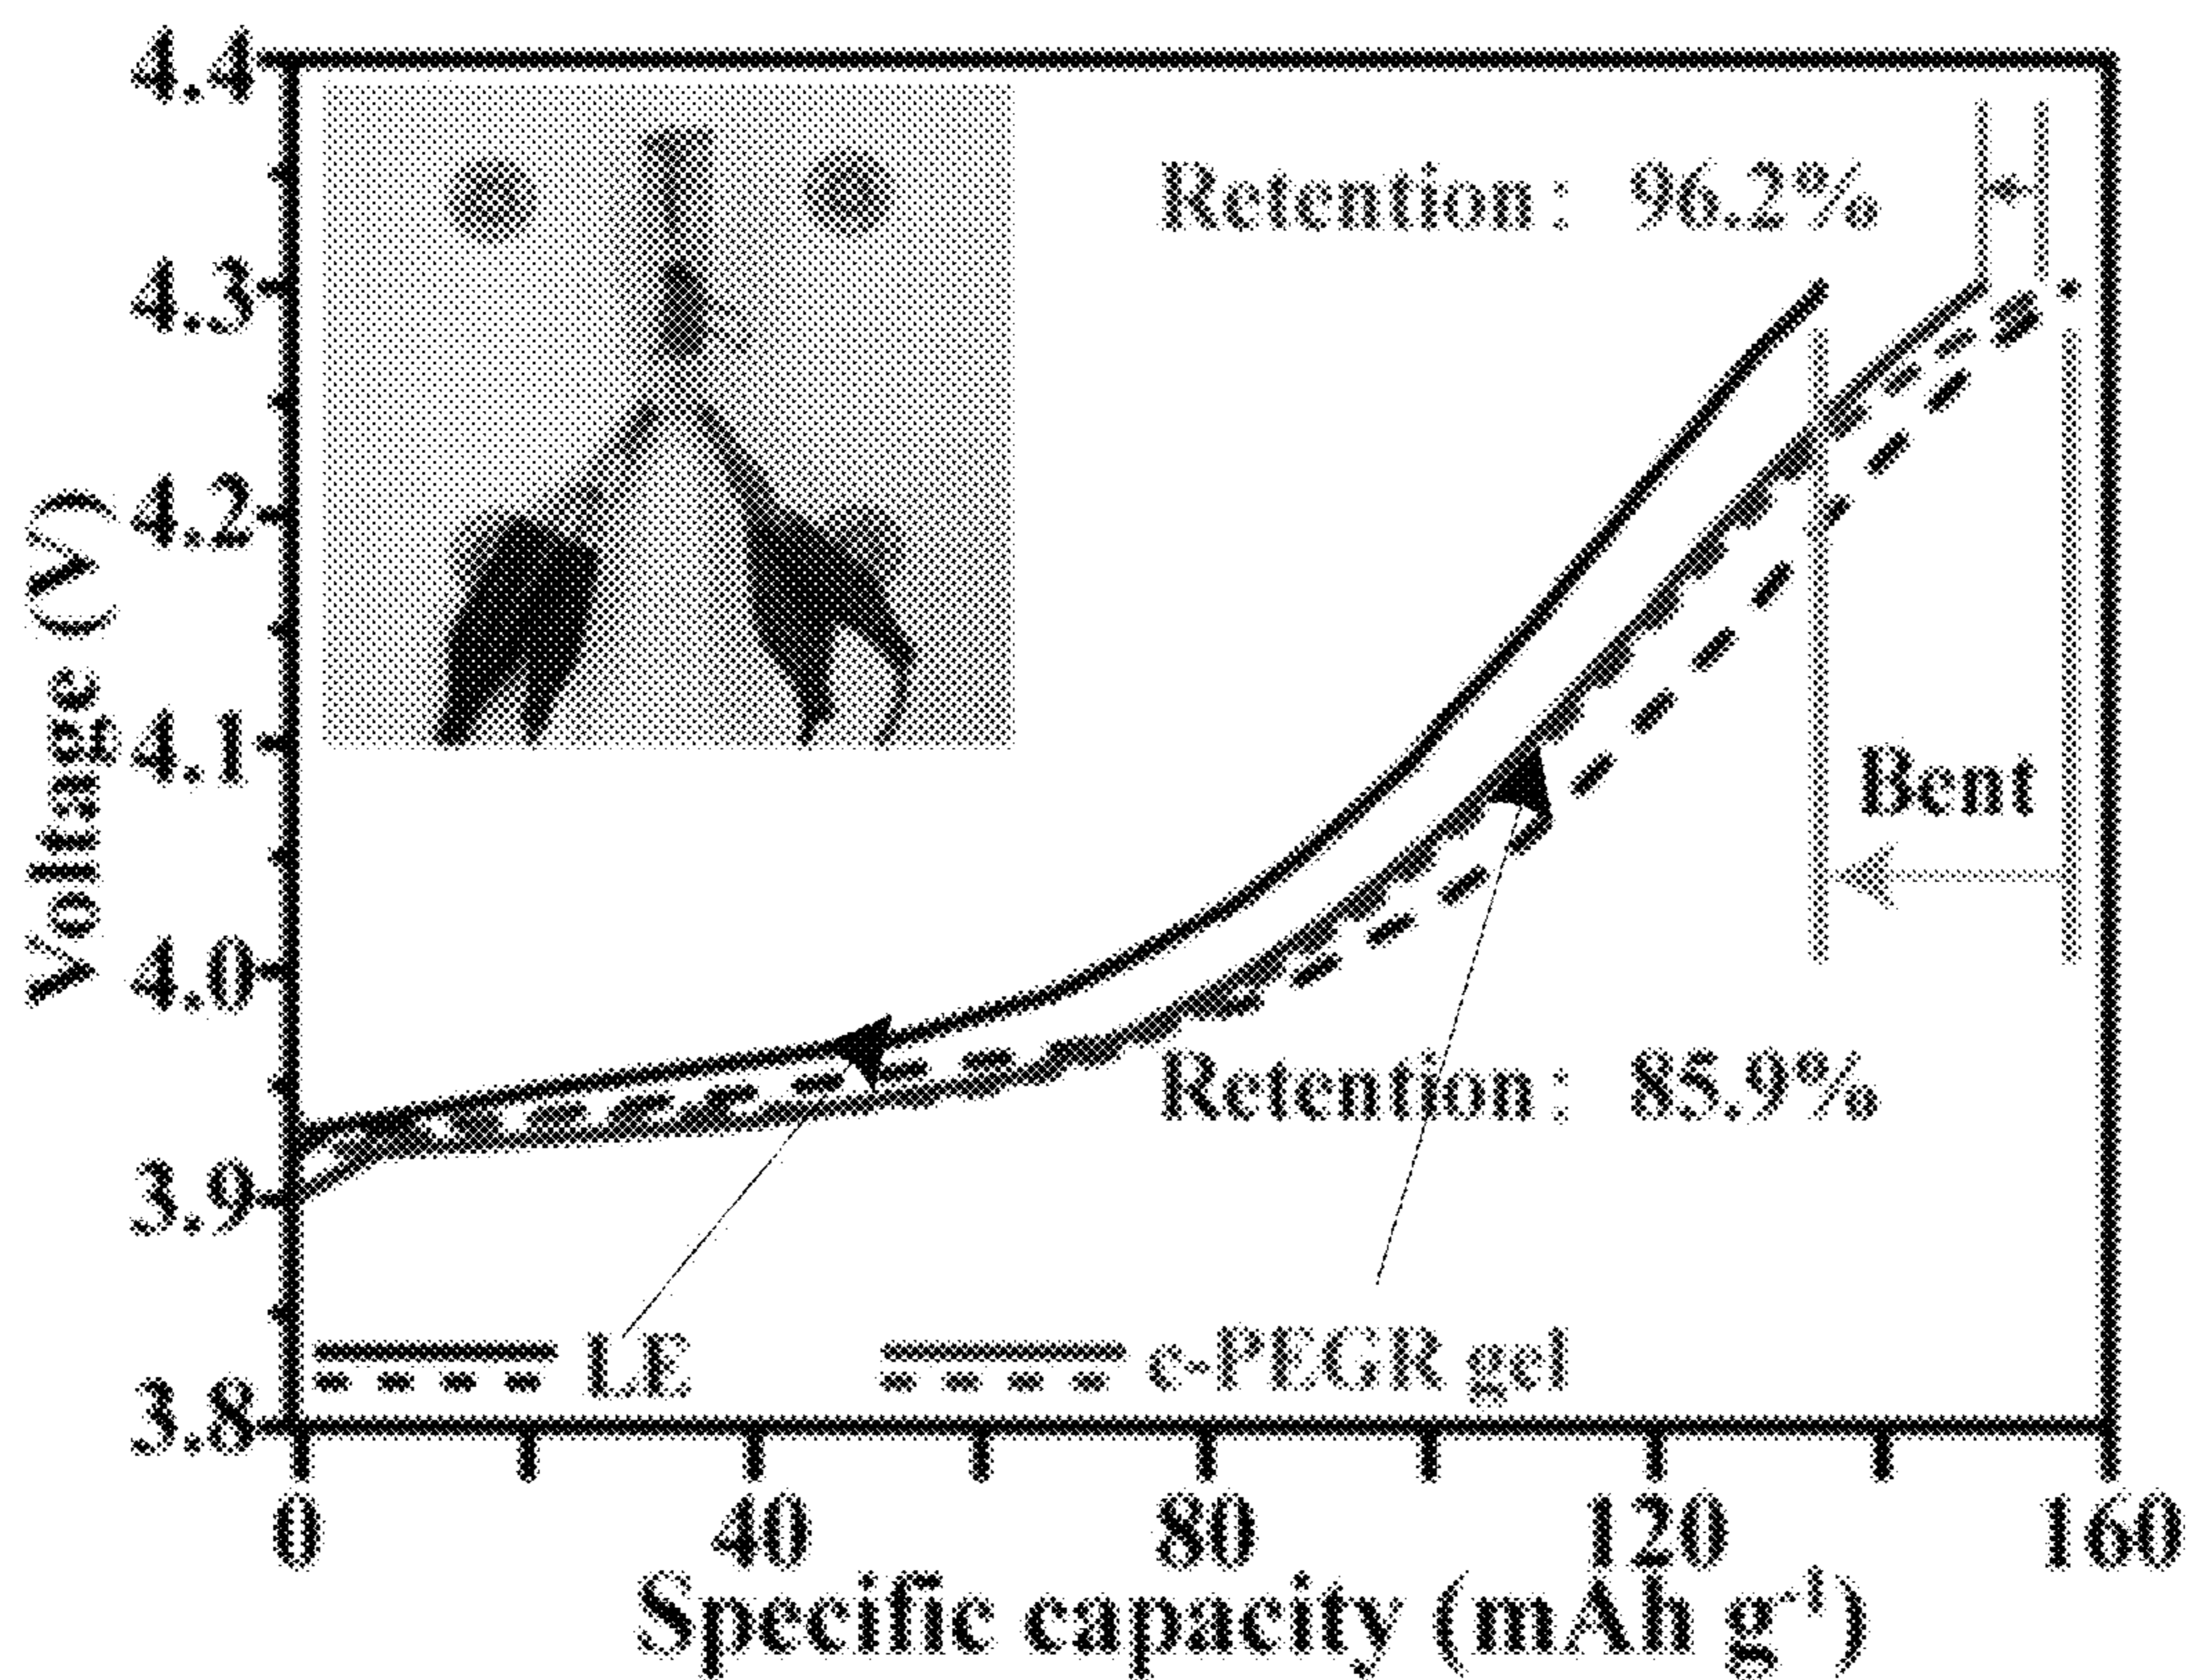 4.4
4.3
4.2
4.1
4.0
3.9
3.8
Voltage (V)
Retention: 96.2%
Bent
Retention: 85.9%
LE
c-PEGR gel
0 40 80 120 160
Specific capacity (mAh g⁻¹)